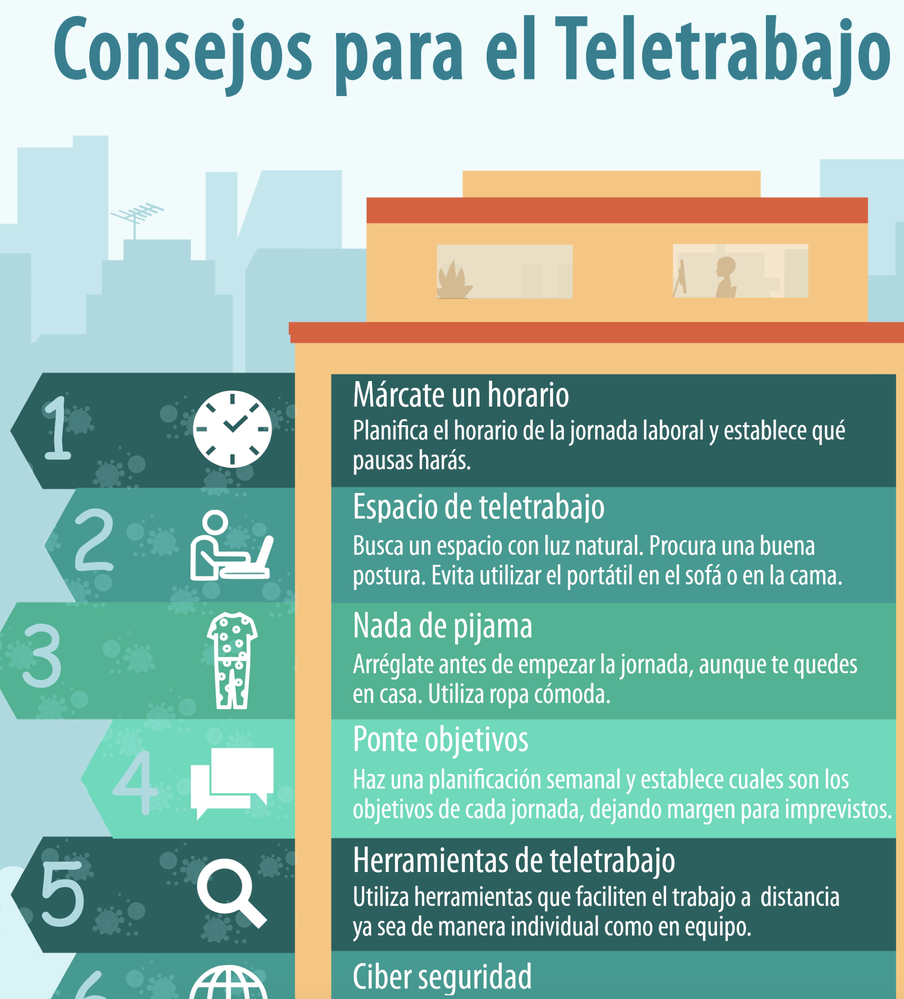 Consejos para el Teletrabajo
1
Márcate un horario
Planifica el horario de la jornada laboral y establece qué
pausas harás.
2
Espacio de teletrabajo
Busca un espacio con luz natural. Procura una buena
postura. Evita utilizar el portátil en el sofá o en la cama.
3
Nada de pijama
Arréglate antes de empezar la jornada, aunque te quedes
en casa. Utiliza ropa cómoda.
4
Ponte objetivos
Haz una planificación semanal y establece cuales son los
objetivos de cada jornada, dejando margen para imprevistos.
5
Herramientas de teletrabajo
Utiliza herramientas que faciliten el trabajo a  distancia
ya sea de manera individual como en equipo.
6
Ciber seguridad